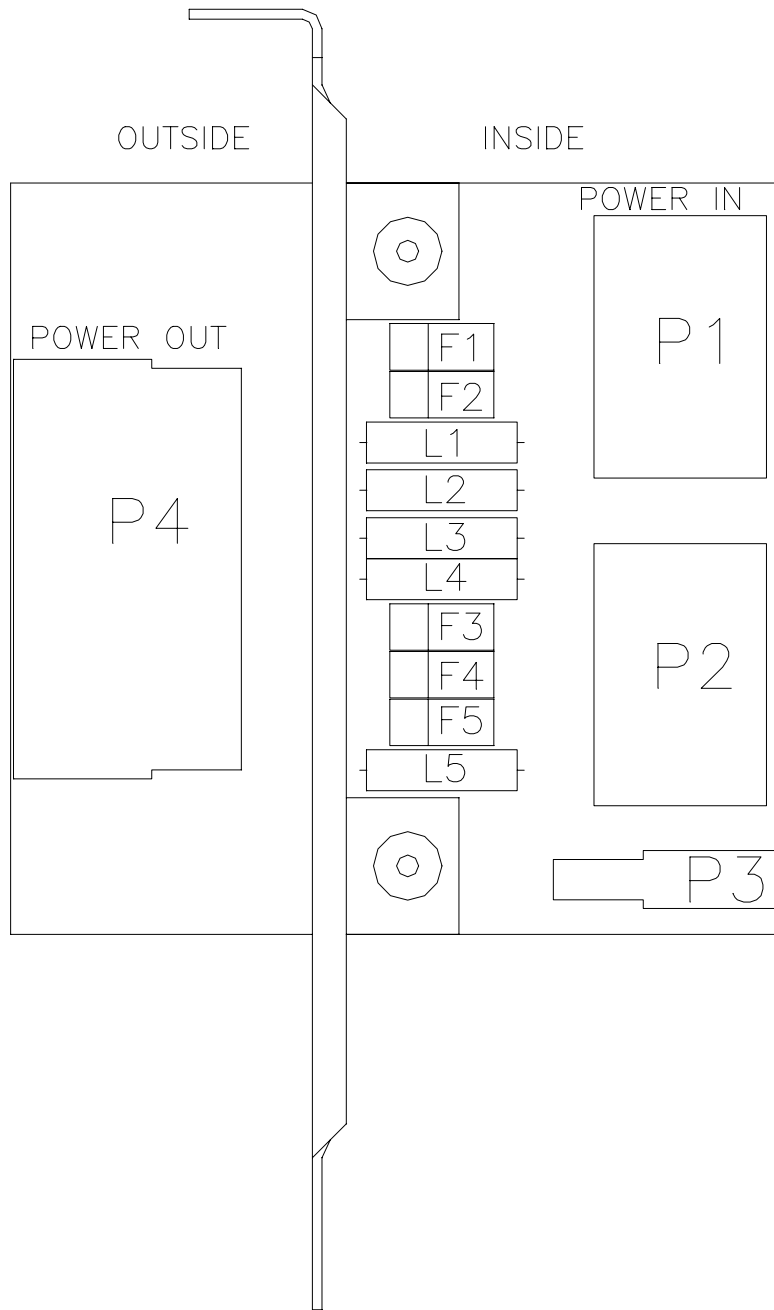 OUTSIDE INSIDE
POWER IN
POWER OUT
P1
F1
F2
L1
L2
P4
L3
L4
F3
F4
P2
F5
L5
P3